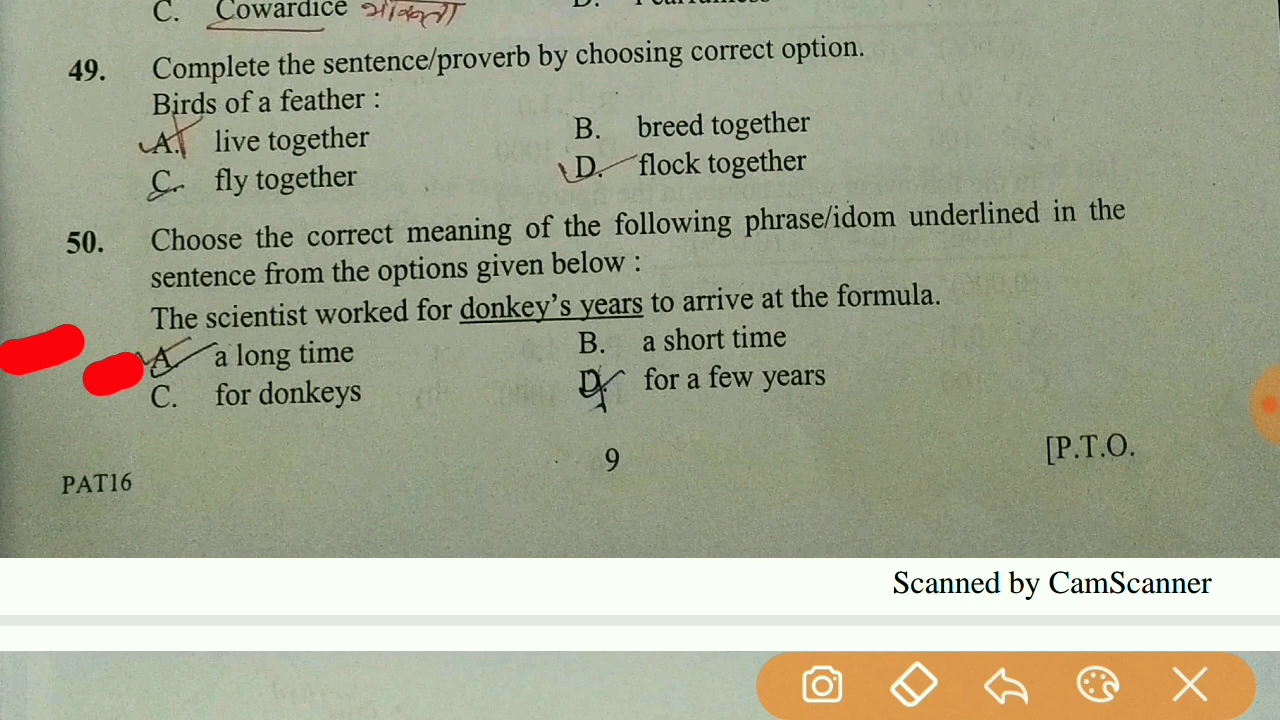 C. Cowardice
49. Complete the sentence/proverb by choosing correct option.
Birds of a feather :
A. live together B. breed together
C. fly together D. flock together
50. Choose the correct meaning of the following phrase/idom underlined in the
sentence from the options given below :
The scientist worked for donkey's years to arrive at the formula.
A a long time B. a short time
C. for donkeys D. for a few years
PAT16 9 [P.T.O.
Scanned by CamScanner